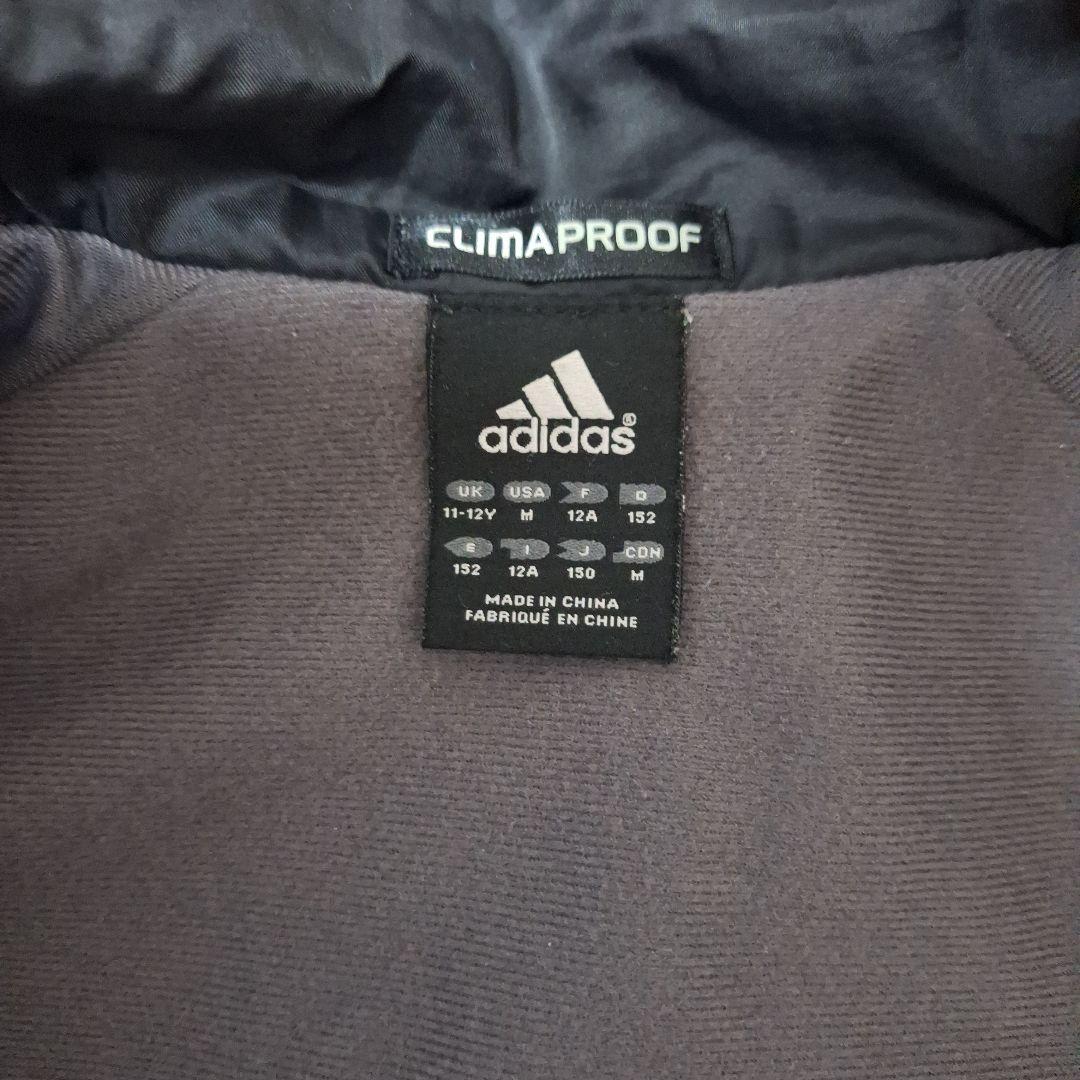 CLIMAPROOF
adidas®
UK USA F D
11-12Y M 12A 152
E I J CDN
152 12A 150 M
MADE IN CHINA
FABRIQUÉ EN CHINE